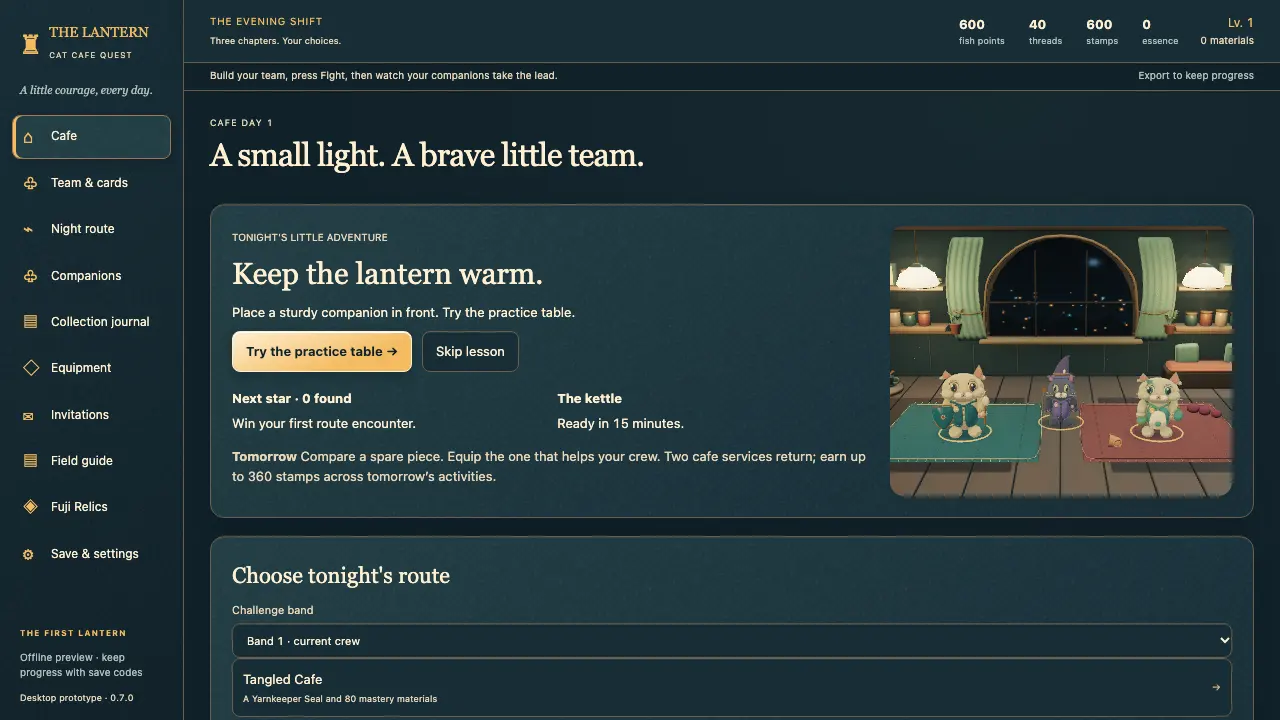 THE LANTERN
CAT CAFE QUEST
A little courage, every day.
Cafe
Team & cards
Night route
Companions
Collection journal
Equipment
Invitations
Field guide
Fuji Relics
Save & settings
THE FIRST LANTERN
Offline preview · keep
progress with save codes
Desktop prototype · 0.7.0
THE EVENING SHIFT
Three chapters. Your choices.
600
fish points
40
threads
600
stamps
0
essence
Lv. 1
0 materials
Build your team, press Fight, then watch your companions take the lead.
Export to keep progress
CAFE DAY 1
A small light. A brave little team.
TONIGHT'S LITTLE ADVENTURE
Keep the lantern warm.
Place a sturdy companion in front. Try the practice table.
Try the practice table →
Skip lesson
Next star · 0 found
Win your first route encounter.
The kettle
Ready in 15 minutes.
Tomorrow Compare a spare piece. Equip the one that helps your crew. Two cafe services return; earn up
to 360 stamps across tomorrow's activities.
Choose tonight's route
Challenge band
Band 1 · current crew
Tangled Cafe
A Yarnkeeper Seal and 80 mastery materials
→